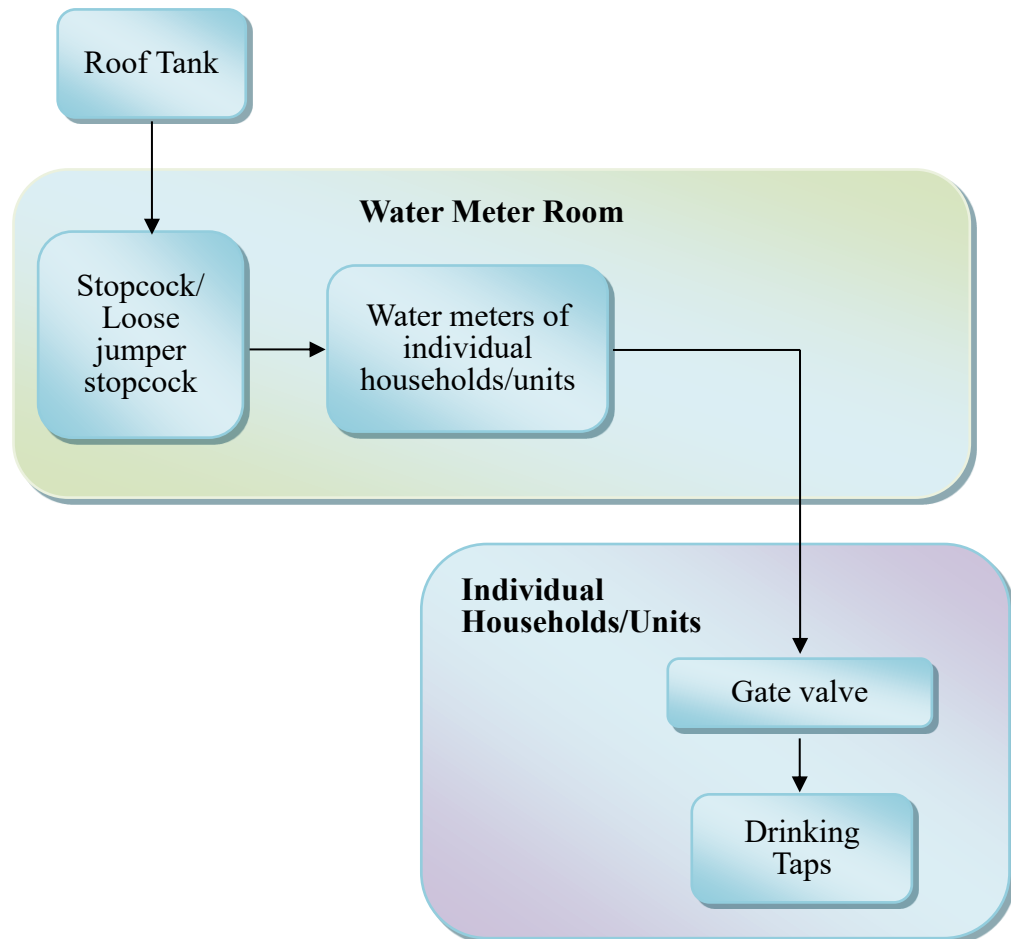 Roof Tank
Water Meter Room
Stopcock/
Loose
jumper
stopcock
Water meters of
individual
households/units
Individual
Households/Units
Gate valve
Drinking
Taps